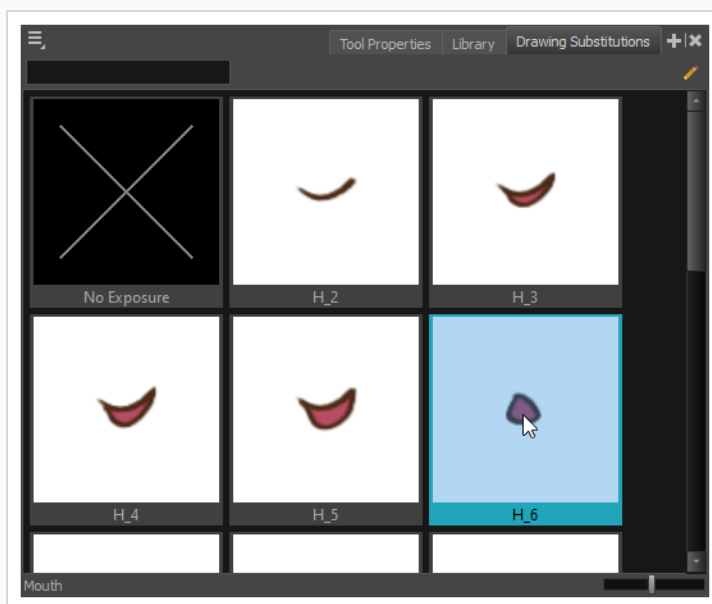 Tool Properties Library Drawing Substitutions
No Exposure H_2 H_3
H_4 H_5 H_6
Mouth